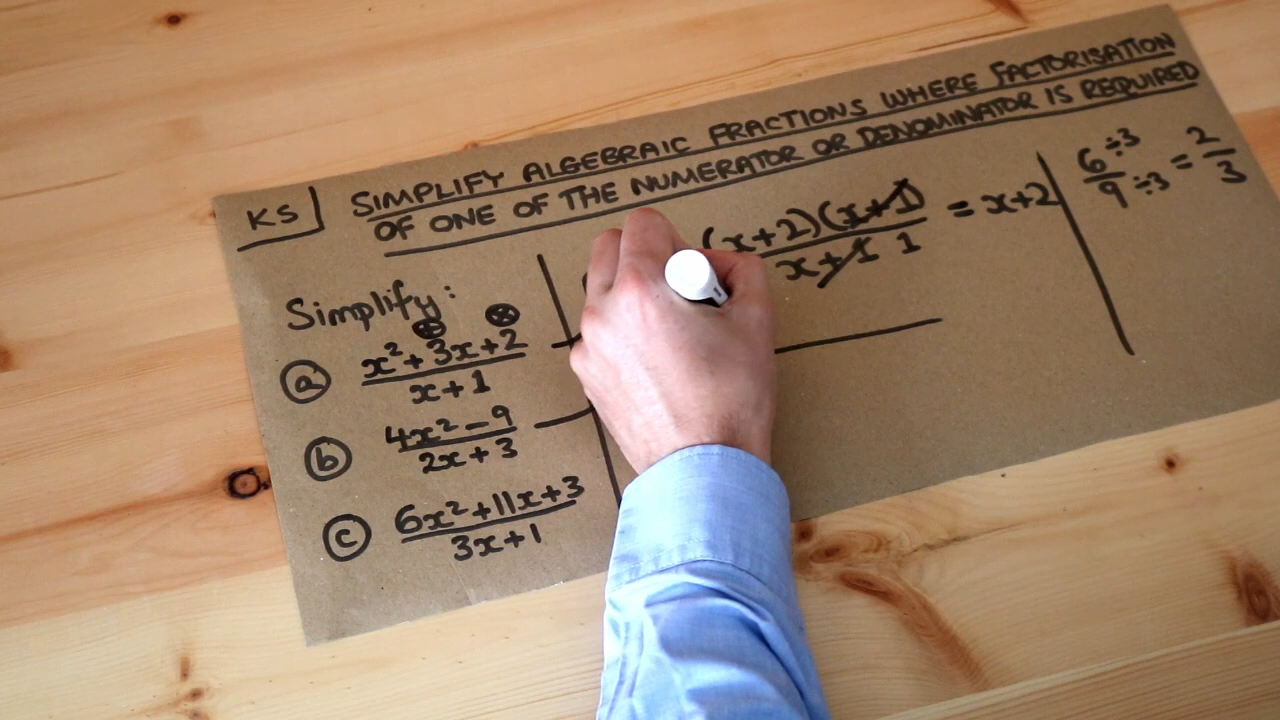 KS
SIMPLIFY ALGEBRAIC FRACTIONS WHERE FACTORISATION
OF ONE OF THE NUMERATOR OR DENOMINATOR IS REQUIRED
Simplify:
+ ×
a x² + 3x + 2
x + 1
b 4x² - 9
2x + 3
c 6x² + 11x + 3
3x + 1
(x+2)(x+1) = x+2
x+1 1
6 ÷3 = 2
9 ÷3 3